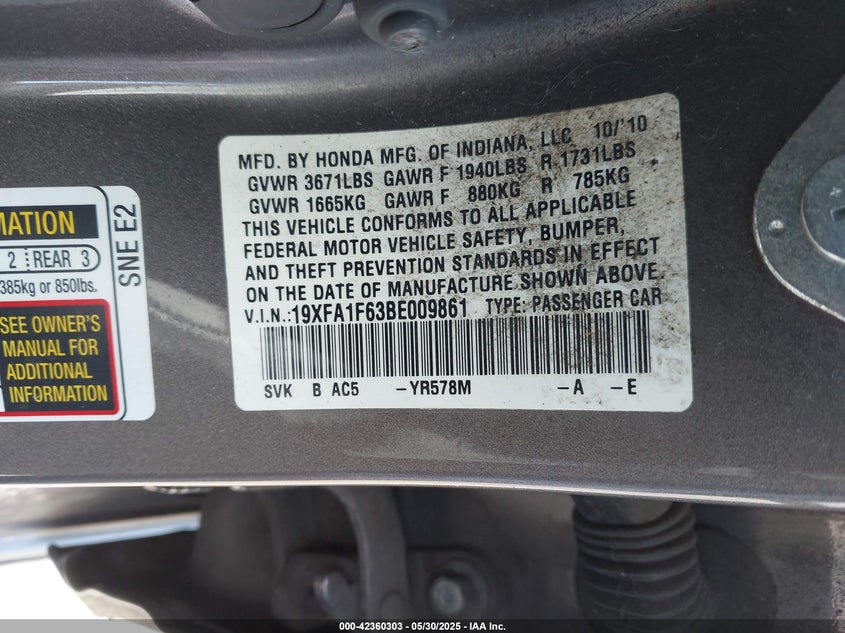 MFD. BY HONDA MFG. OF INDIANA, LLC 10/'10
GVWR 3671LBS GAWR F 1940LBS R 1731LBS
GVWR 1665KG GAWR F 880KG R 785KG
THIS VEHICLE CONFORMS TO ALL APPLICABLE
FEDERAL MOTOR VEHICLE SAFETY, BUMPER,
AND THEFT PREVENTION STANDARDS IN EFFECT
ON THE DATE OF MANUFACTURE SHOWN ABOVE.
V.I.N.:19XFA1F63BE009861 TYPE: PASSENGER CAR
SVK B AC5 -YR578M -A -E
MATION
2 REAR 3
385kg or 850lbs.
SEE OWNER'S
MANUAL FOR
ADDITIONAL
INFORMATION
SNE E2
000-42360303 - 05/30/2025 - IAA Inc.